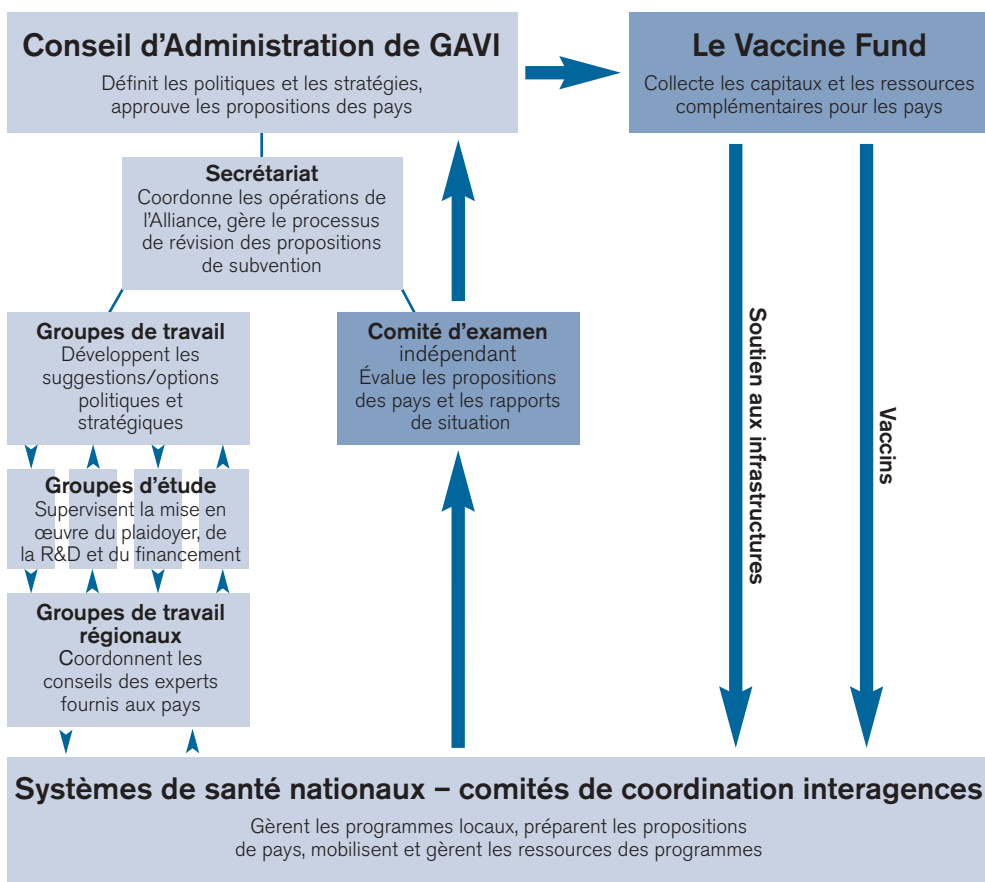 Conseil d’Administration de GAVI
Définit les politiques et les stratégies,
approuve les propositions des pays
Le Vaccine Fund
Collecte les capitaux et les ressources
complémentaires pour les pays
Secrétariat
Coordonne les opérations de
l’Alliance, gère le processus
de révision des propositions
de subvention
Groupes de travail
Développent les
suggestions/options
politiques et
stratégiques
Comité d’examen
indépendant
Évalue les propositions
des pays et les rapports
de situation
Soutien aux infrastructures
Vaccins
Groupes d’étude
Supervisent la mise en
œuvre du plaidoyer, de
la R&D et du financement
Groupes de travail
régionaux
Coordonnent les
conseils des experts
fournis aux pays
Systèmes de santé nationaux – comités de coordination interagences
Gèrent les programmes locaux, préparent les propositions
de pays, mobilisent et gèrent les ressources des programmes